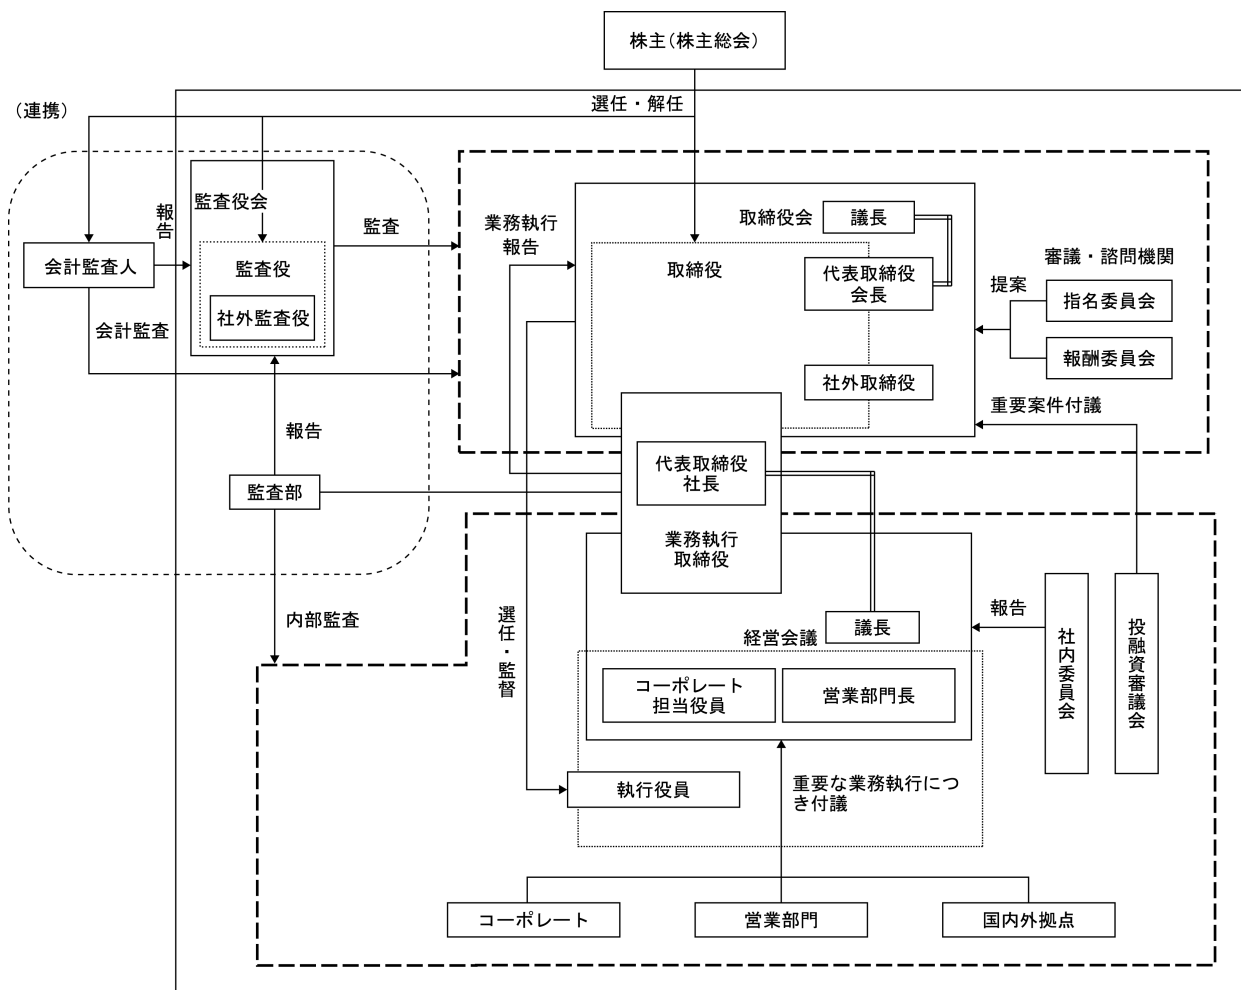 株主（株主総会）
選任・解任
（連携）
監査役会
報告
監査
会計監査人
監査役
社外監査役
会計監査
報告
監査部
内部監査
業務執行
報告
取締役会
議長
取締役
代表取締役
会長
社外取締役
審議・諮問機関
提案
指名委員会
報酬委員会
重要案件付議
代表取締役
社長
業務執行
取締役
選任・監督
経営会議
議長
報告
社内委員会
投融資審議会
コーポレート
担当役員
営業部門長
執行役員
重要な業務執行につ
き付議
コーポレート
営業部門
国内外拠点